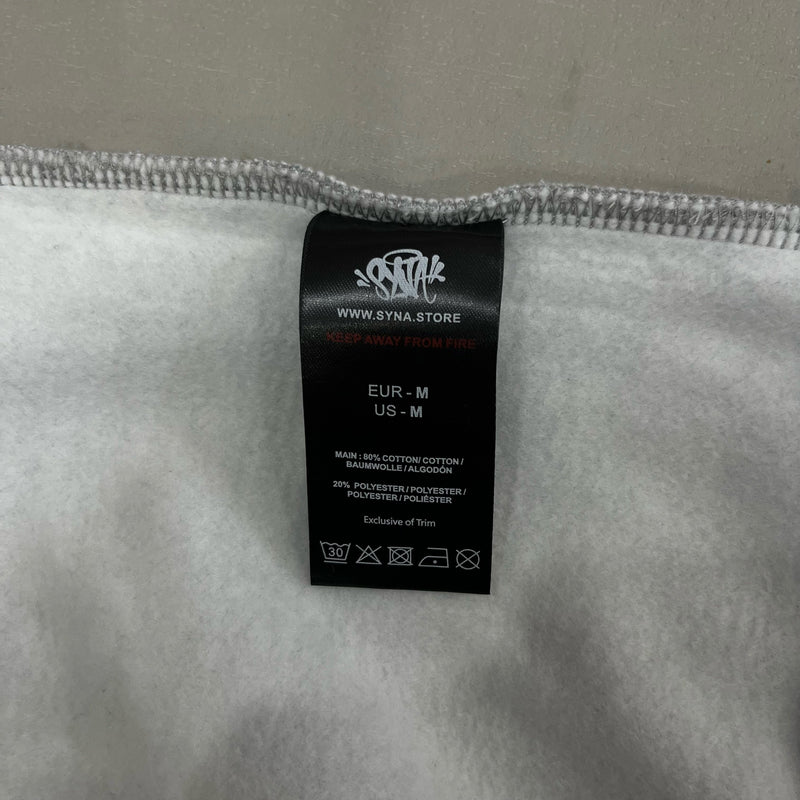 SYNA
WWW.SYNA.STORE
KEEP AWAY FROM FIRE
EUR - M
US - M
MAIN : 80% COTTON/ COTTON /
BAUMWOLLE / ALGODÓN
20% POLYESTER / POLYESTER /
POLYESTER / POLIÉSTER
Exclusive of Trim
30